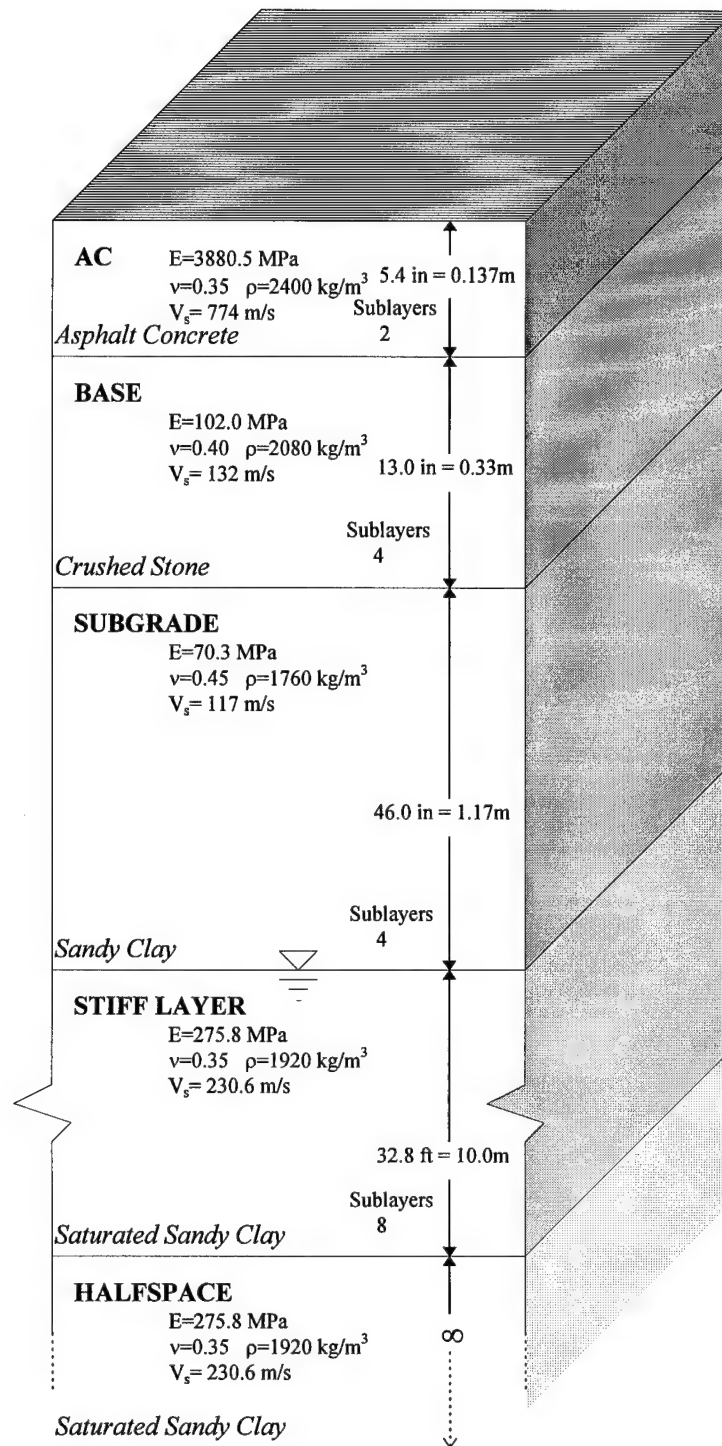 AC
E=3880.5 MPa
ν=0.35 ρ=2400 kg/m³
Vₛ= 774 m/s
5.4 in = 0.137m
Sublayers
2
Asphalt Concrete
BASE
E=102.0 MPa
ν=0.40 ρ=2080 kg/m³
Vₛ= 132 m/s
13.0 in = 0.33m
Sublayers
4
Crushed Stone
SUBGRADE
E=70.3 MPa
ν=0.45 ρ=1760 kg/m³
Vₛ= 117 m/s
46.0 in = 1.17m
Sublayers
4
Sandy Clay
STIFF LAYER
E=275.8 MPa
ν=0.35 ρ=1920 kg/m³
Vₛ= 230.6 m/s
32.8 ft = 10.0m
Sublayers
8
Saturated Sandy Clay
HALFSPACE
E=275.8 MPa
ν=0.35 ρ=1920 kg/m³
Vₛ= 230.6 m/s
∞
Saturated Sandy Clay